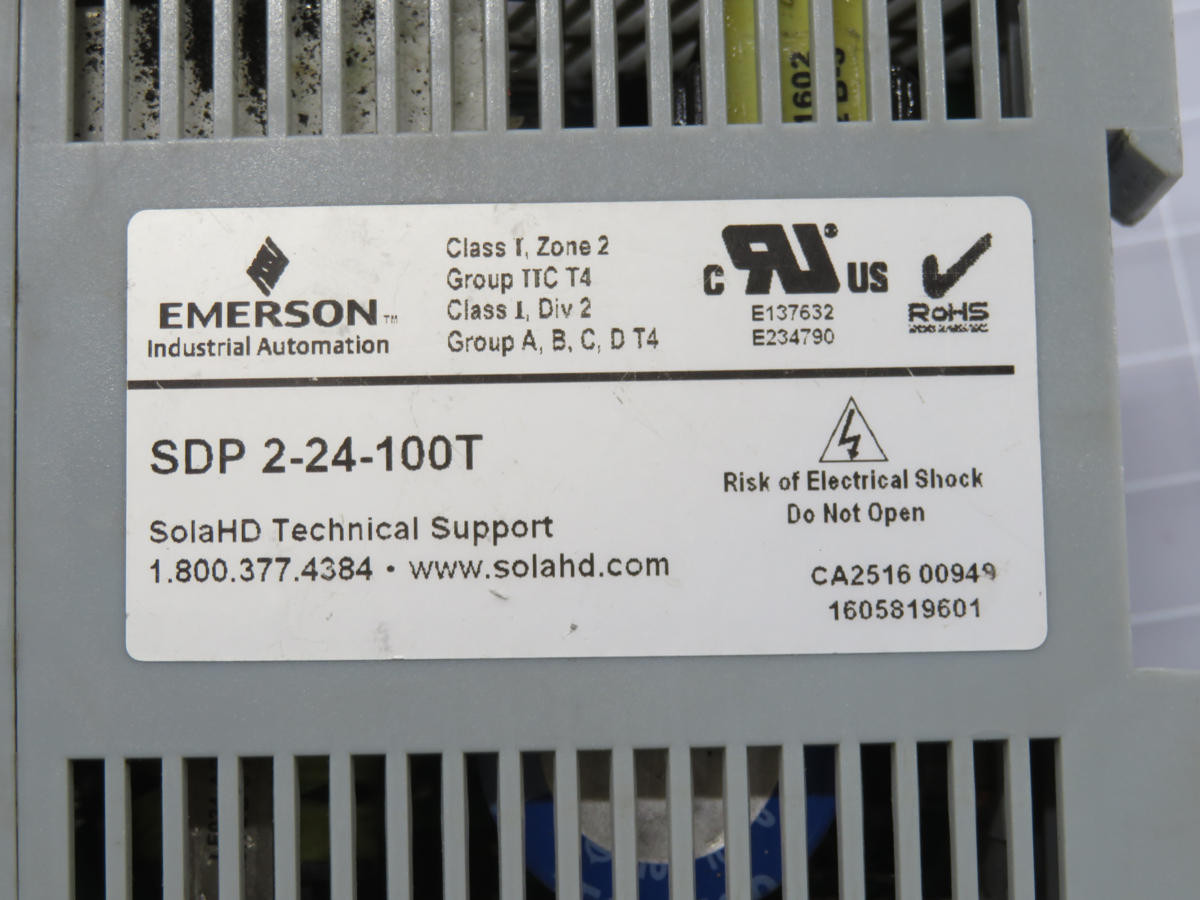 1602
EMERSON™
Industrial Automation
Class I, Zone 2
Group IIC T4
Class I, Div 2
Group A, B, C, D T4
C RU® US
E137632
E234790
RoHS
SDP 2-24-100T
Risk of Electrical Shock
Do Not Open
SolaHD Technical Support
1.800.377.4384 • www.solahd.com
CA2516 00949
1605819601